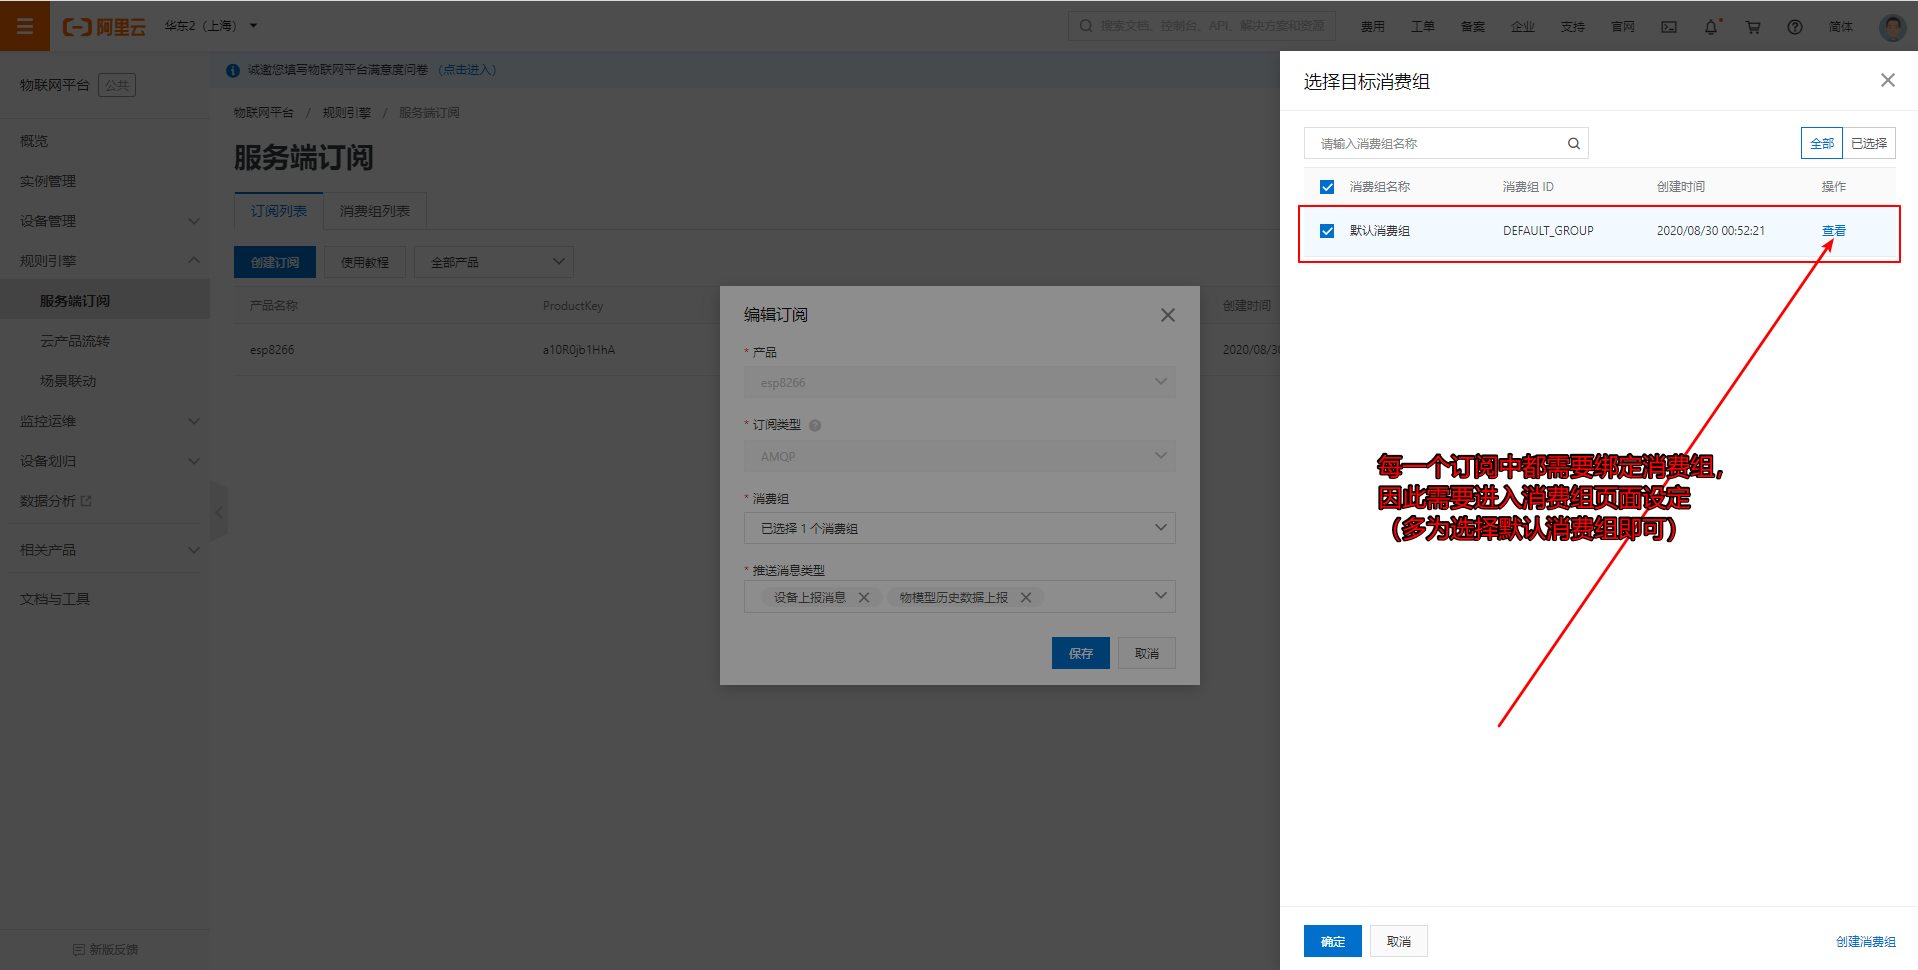 阿里云
华东2（上海）
搜索文档、控制台、API、解决方案和资源
费用
工单
备案
企业
支持
官网
简体
物联网平台
公共
概览
实例管理
设备管理
规则引擎
服务端订阅
云产品流转
场景联动
监控运维
设备划归
数据分析
相关产品
文档与工具
新版反馈
诚邀您填写物联网平台满意度问卷 （点击进入）
物联网平台 / 规则引擎 / 服务端订阅
服务端订阅
订阅列表
消费组列表
创建订阅
使用教程
全部产品
产品名称
ProductKey
创建时间
esp8266
a10R0jb1HhA
2020/08/30
编辑订阅
* 产品
esp8266
* 订阅类型
AMQP
* 消费组
已选择 1 个消费组
* 推送消息类型
设备上报消息
物模型历史数据上报
保存
取消
选择目标消费组
请输入消费组名称
全部
已选择
消费组名称
消费组 ID
创建时间
操作
默认消费组
DEFAULT_GROUP
2020/08/30 00:52:21
查看
每一个订阅中都需要绑定消费组，
因此需要进入消费组页面设定
（多为选择默认消费组即可）
确定
取消
创建消费组